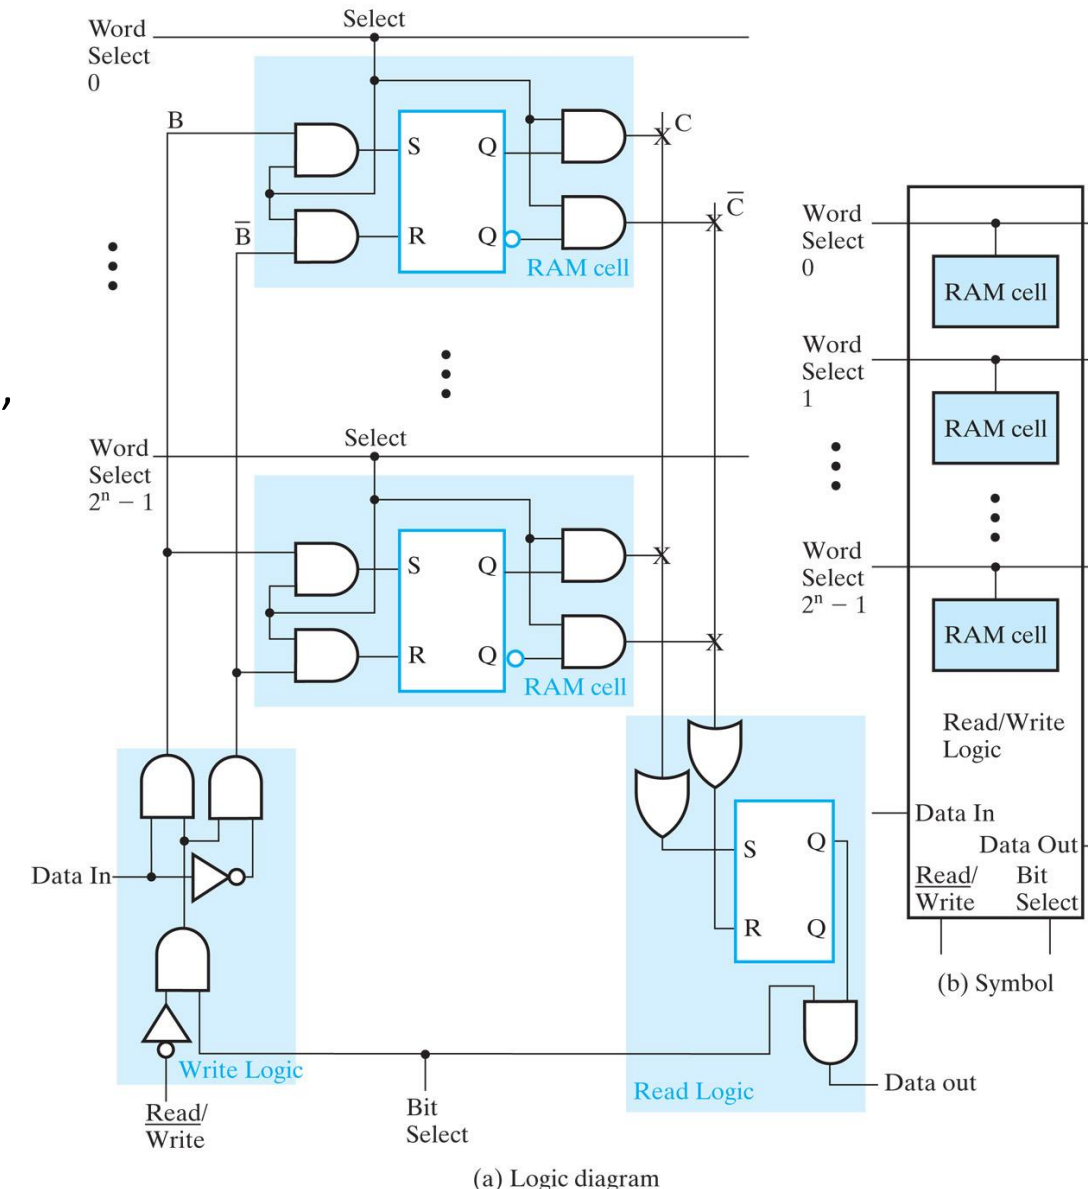 Word
Select
0
Select
B
B̅
S
Q
R
Q
C
C̅
RAM cell
,
Word
Select
2ⁿ − 1
Select
S
Q
R
Q
RAM cell
Data In
Write Logic
Read/
W̅r̅i̅t̅e̅
Bit
Select
S
Q
R
Q
Read Logic
Data out
(a) Logic diagram
Word
Select
0
RAM cell
Word
Select
1
RAM cell
Word
Select
2ⁿ − 1
RAM cell
Read/Write
Logic
Data In
Data Out
Read/
W̅r̅i̅t̅e̅
Bit
Select
(b) Symbol
X
X
X
X